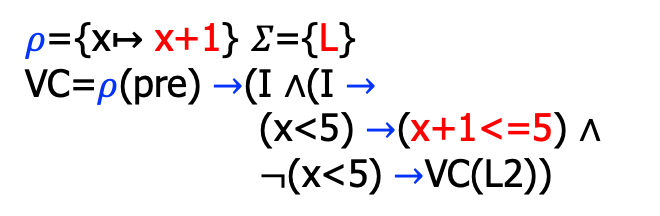 ρ={x↦ x+1} Σ={L}
VC=ρ(pre) →(I ∧(I →
(x<5) →(x+1<=5) ∧
¬(x<5) →VC(L2))